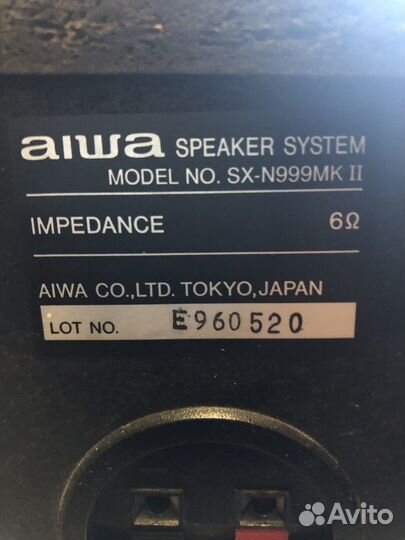 aiwa SPEAKER SYSTEM
MODEL NO. SX-N999MK II
IMPEDANCE 6Ω
AIWA CO.,LTD. TOKYO,JAPAN
LOT NO. E960520
Avito